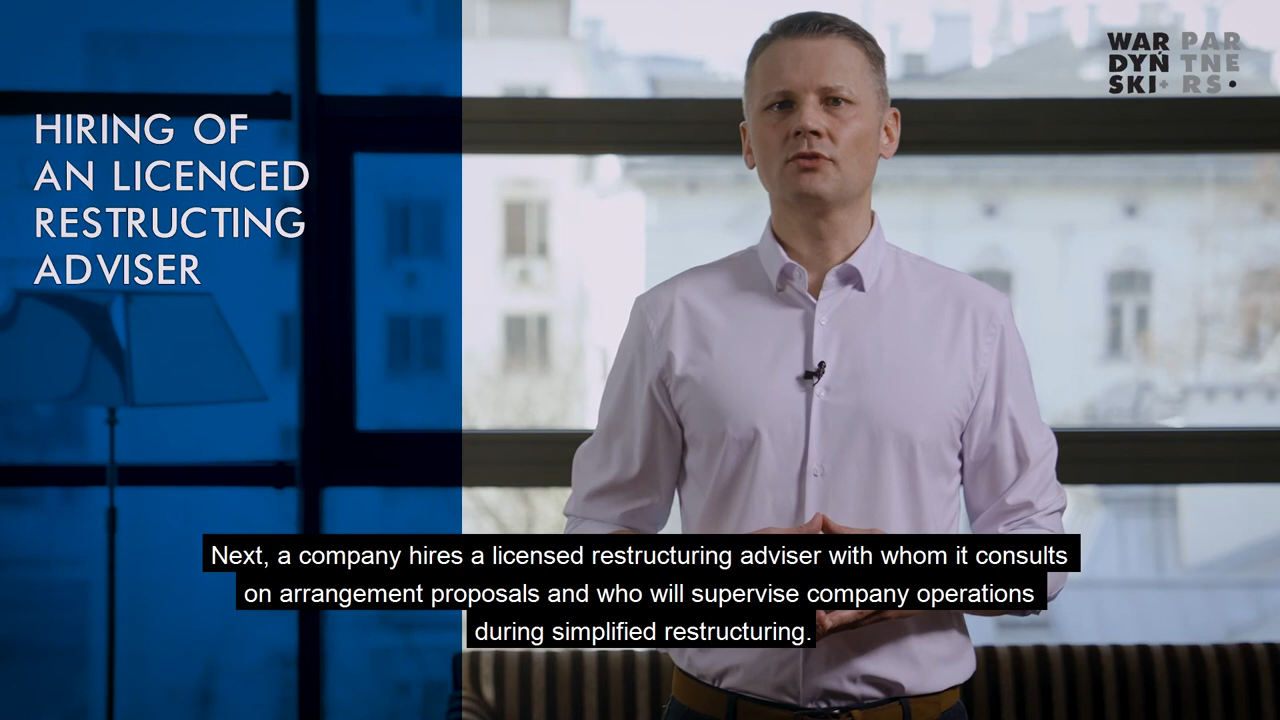 HIRING OF
AN LICENCED
RESTRUCTING
ADVISER
WAR PAR
DYŃ TNE
SKI+ RS•
Next, a company hires a licensed restructuring adviser with whom it consults
on arrangement proposals and who will supervise company operations
during simplified restructuring.